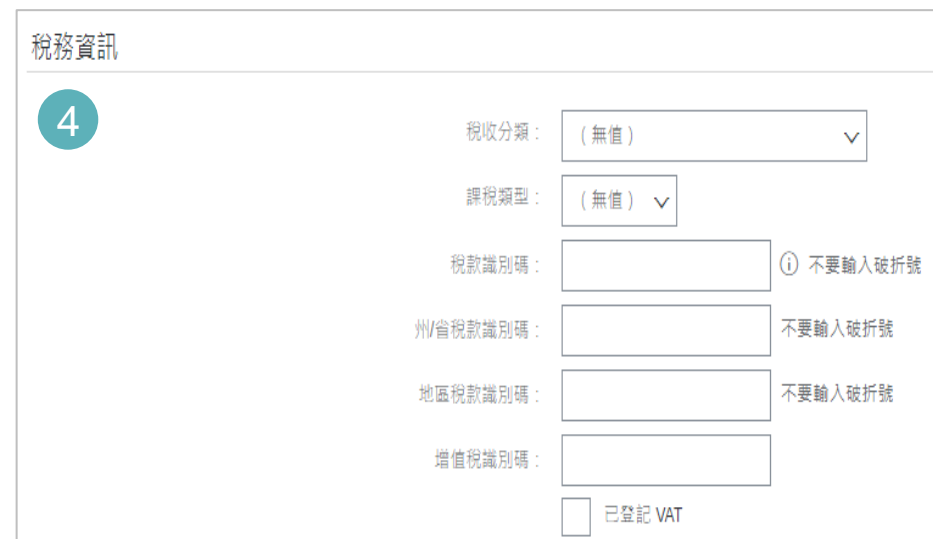 稅務資訊
4
稅收分類： （無值）
課稅類型： （無值）
稅款識別碼： 不要輸入破折號
州/省稅款識別碼： 不要輸入破折號
地區稅款識別碼： 不要輸入破折號
增值稅識別碼：
已登記 VAT